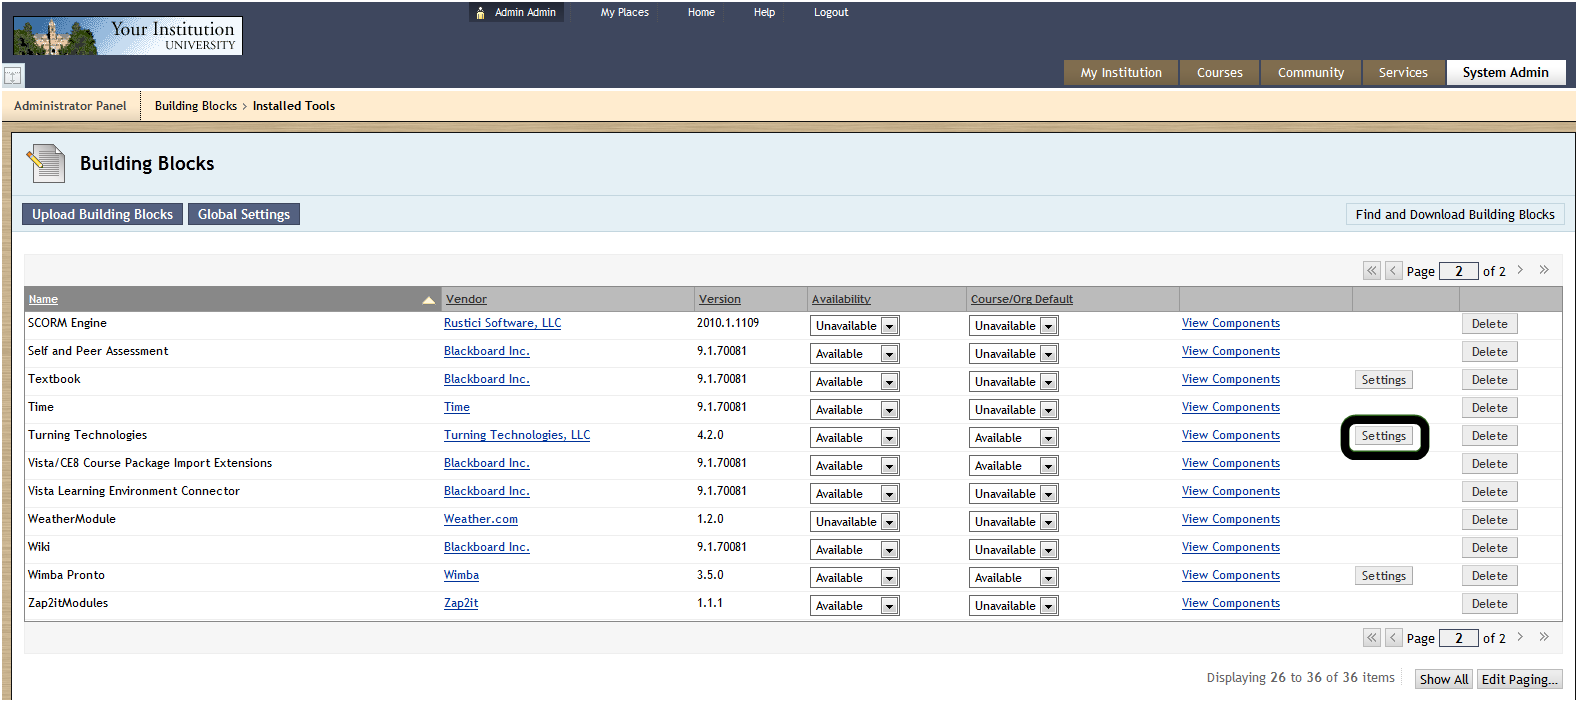 Admin Admin My Places Home Help Logout
Your Institution
UNIVERSITY
My Institution Courses Community Services System Admin
Administrator Panel Building Blocks > Installed Tools
Building Blocks
Upload Building Blocks Global Settings Find and Download Building Blocks
Page 2 of 2
Name Vendor Version Availability Course/Org Default
SCORM Engine Rustici Software, LLC 2010.1.1109 Unavailable Unavailable View Components Delete
Self and Peer Assessment Blackboard Inc. 9.1.70081 Available Unavailable View Components Delete
Textbook Blackboard Inc. 9.1.70081 Available Unavailable View Components Settings Delete
Time Time 9.1.70081 Available Unavailable View Components Delete
Turning Technologies Turning Technologies, LLC 4.2.0 Available Available View Components Settings Delete
Vista/CE8 Course Package Import Extensions Blackboard Inc. 9.1.70081 Available Available View Components Delete
Vista Learning Environment Connector Blackboard Inc. 9.1.70081 Available Unavailable View Components Delete
WeatherModule Weather.com 1.2.0 Unavailable Unavailable View Components Delete
Wiki Blackboard Inc. 9.1.70081 Available Unavailable View Components Delete
Wimba Pronto Wimba 3.5.0 Available Available View Components Settings Delete
Zap2itModules Zap2it 1.1.1 Available Unavailable View Components Delete
Page 2 of 2
Displaying 26 to 36 of 36 items Show All Edit Paging...